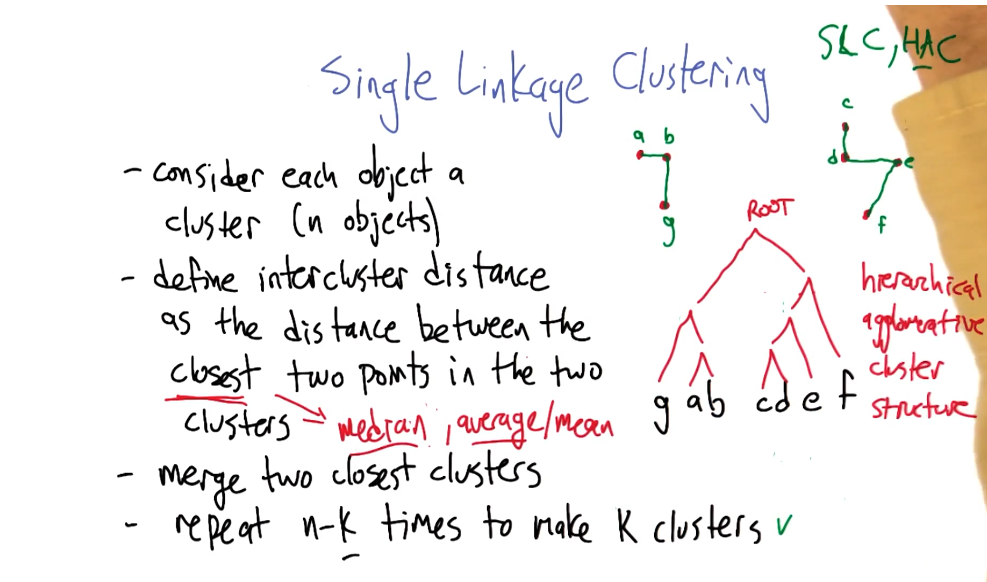 SLC, HAC
Single Linkage Clustering
- consider each object a
cluster (n objects)
- define intercluster distance
as the distance between the
closest two points in the two
clusters → median, average/mean
- merge two closest clusters
- repeat n-k times to make K clusters ✓
a b
g
c
d e
f
ROOT
g ab cd e f
hierarchical
agglomerative
cluster
structure